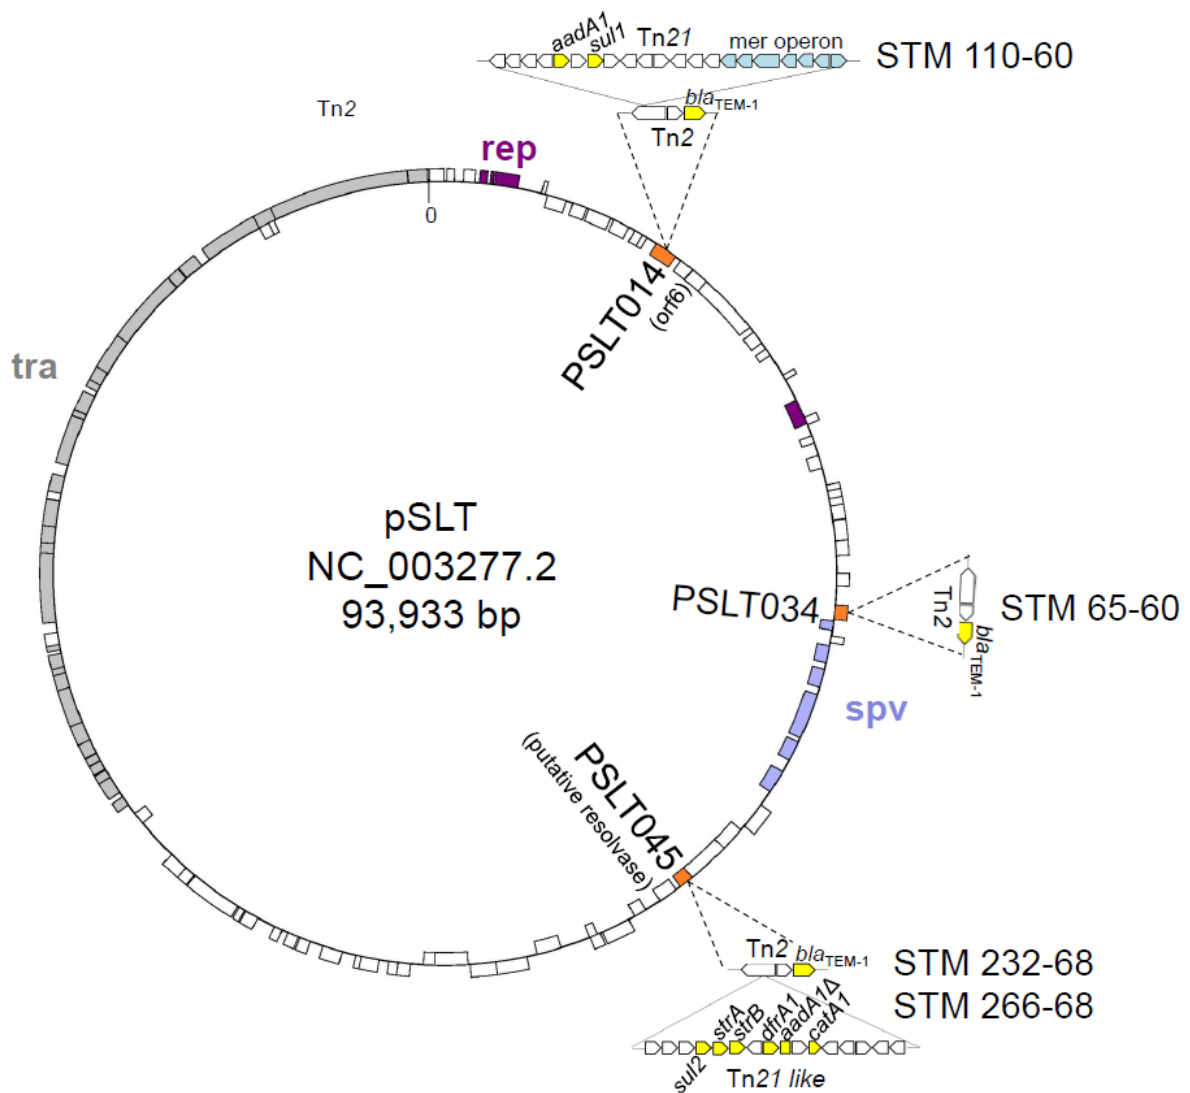 aadA1
sul1
Tn21
mer operon
STM 110-60
Tn2
blaTEM-1
Tn2
rep
0
PSLT014
(orf6)
tra
pSLT
NC_003277.2
93,933 bp
PSLT034
Tn2
blaTEM-1
STM 65-60
spv
PSLT045
(putative resolvase)
Tn2 blaTEM-1
STM 232-68
STM 266-68
sul2
strA
strB
dfrA1
aadA1Δ
catA1
Tn21 like